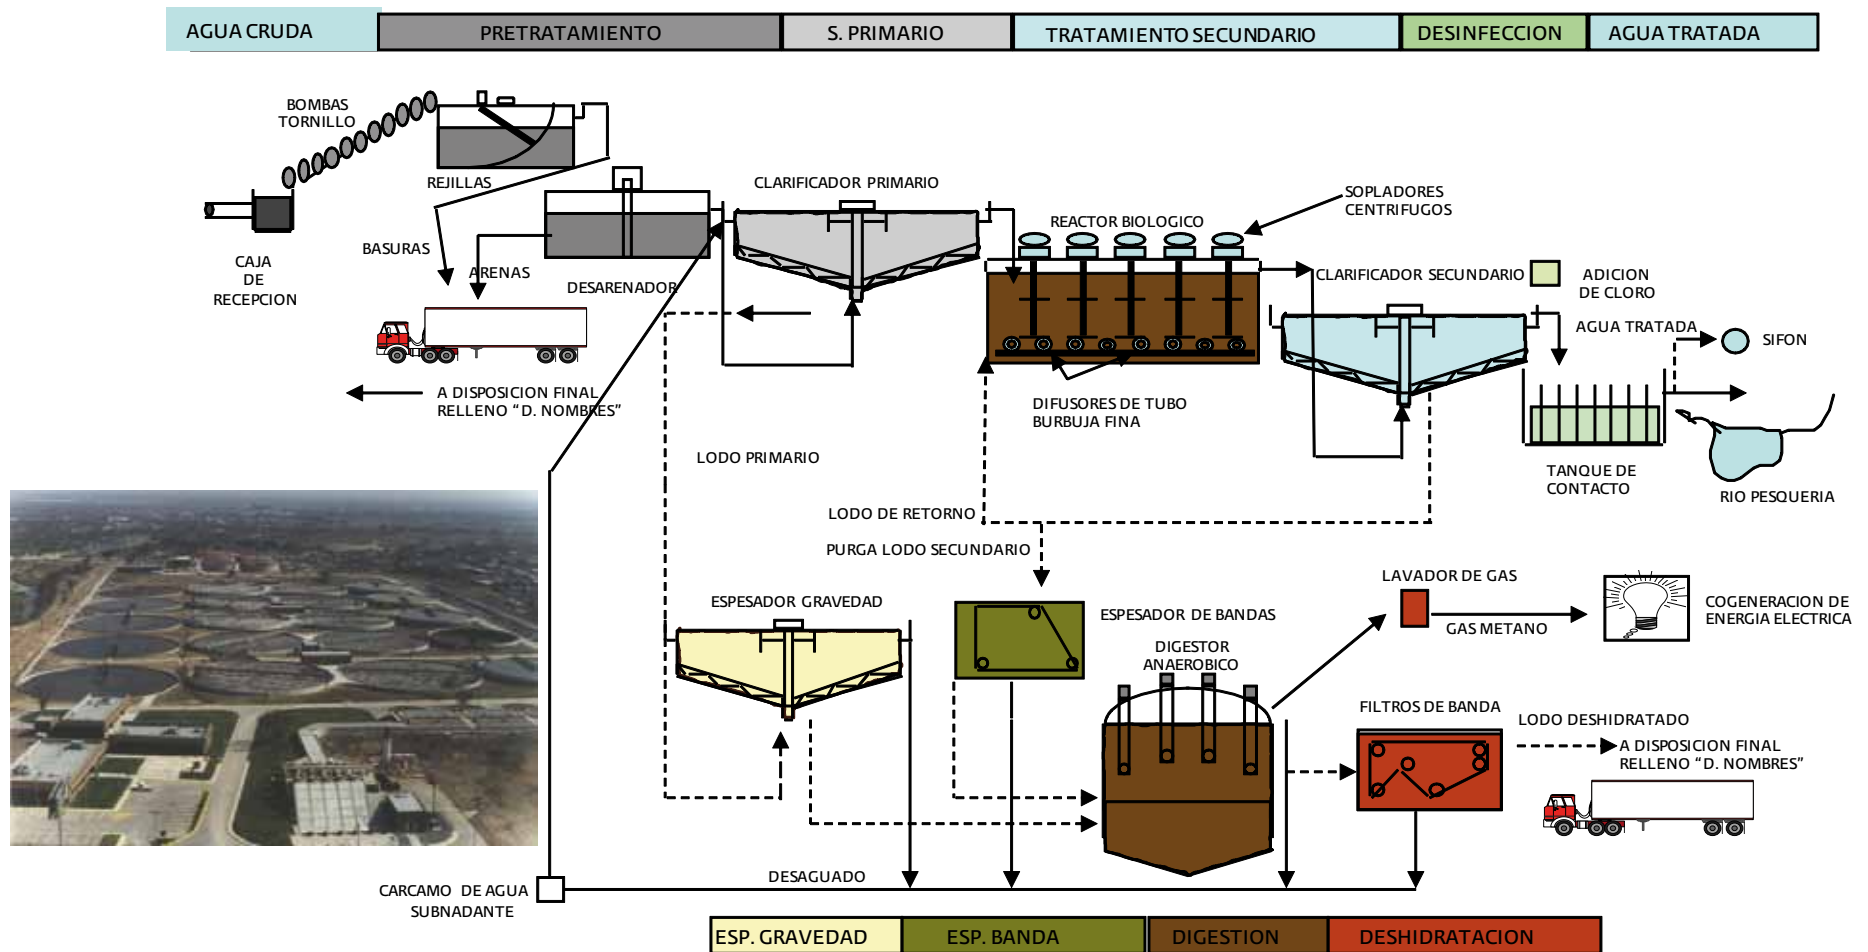 AGUA CRUDA
PRETRATAMIENTO
S. PRIMARIO
TRATAMIENTO SECUNDARIO
DESINFECCION
AGUA TRATADA
BOMBAS
TORNILLO
REJILLAS
CAJA
DE
RECEPCION
BASURAS
ARENAS
DESARENADOR
CLARIFICADOR PRIMARIO
REACTOR BIOLOGICO
SOPLADORES
CENTRIFUGOS
CLARIFICADOR SECUNDARIO
ADICION
DE CLORO
AGUA TRATADA
SIFON
A DISPOSICION FINAL
RELLENO “D. NOMBRES”
DIFUSORES DE TUBO
BURBUJA FINA
TANQUE DE
CONTACTO
RIO PESQUERIA
LODO PRIMARIO
LODO DE RETORNO
PURGA LODO SECUNDARIO
ESPESADOR GRAVEDAD
ESPESADOR DE BANDAS
DIGESTOR
ANAEROBICO
LAVADOR DE GAS
GAS METANO
COGENERACION DE
ENERGIA ELECTRICA
FILTROS DE BANDA
LODO DESHIDRATADO
A DISPOSICION FINAL
RELLENO “D. NOMBRES”
DESAGUADO
CARCAMO DE AGUA
SUBNADANTE
ESP. GRAVEDAD
ESP. BANDA
DIGESTION
DESHIDRATACION